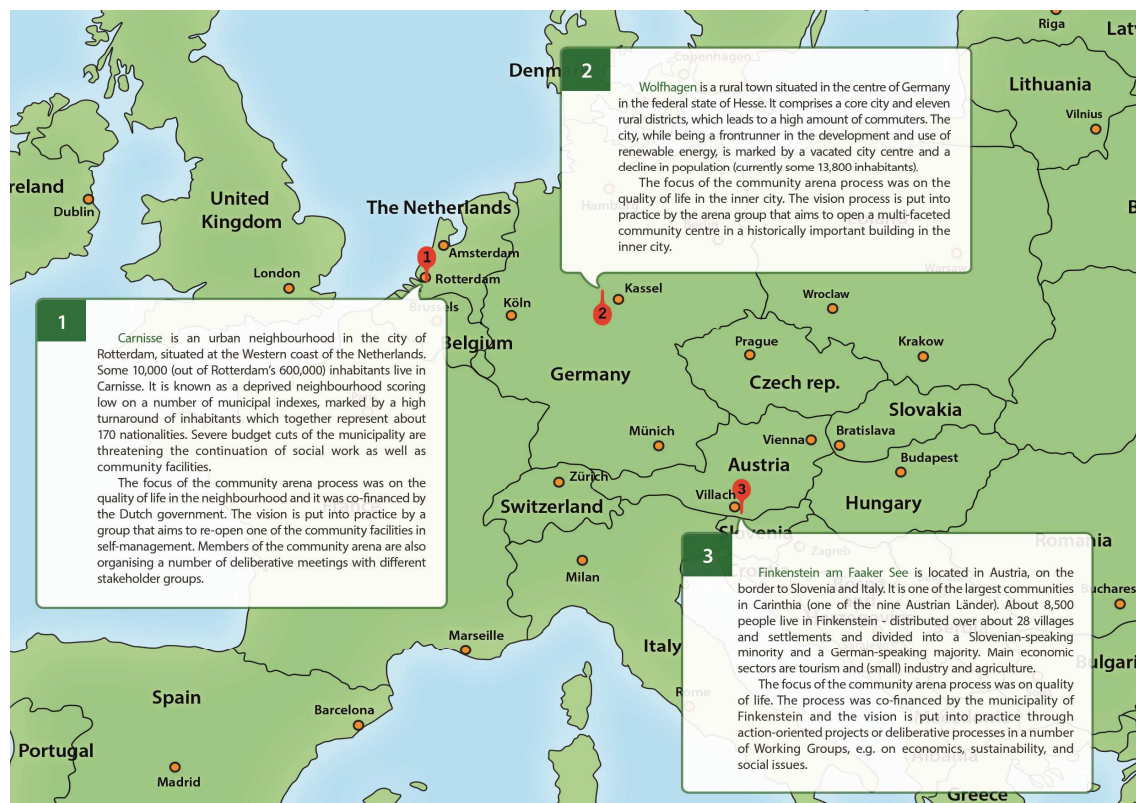 Riga
Latv
Lithuania
Vilnius
Copenhagen
Denm
2
Wolfhagen is a rural town situated in the centre of Germany
in the federal state of Hesse. It comprises a core city and eleven
rural districts, which leads to a high amount of commuters. The
city, while being a frontrunner in the development and use of
renewable energy, is marked by a vacated city centre and a
decline in population (currently some 13,800 inhabitants).
The focus of the community arena process was on the
quality of life in the inner city. The vision process is put into
practice by the arena group that aims to open a multi-faceted
community centre in a historically important building in the
inner city.
Hamburg
Poland
Warsaw
B
reland
Dublin
United
Kingdom
London
The Netherlands
Amsterdam
1
Rotterdam
Brussels
Belgium
Köln
Kassel
2
Germany
Wroclaw
Prague
Krakow
Czech rep.
Slovakia
Münich
Vienna
Bratislava
Budapest
Austria
Zürich
Switzerland
Villach
3
Hungary
Slovenia
Milan
1
Carnisse is an urban neighbourhood in the city of
Rotterdam, situated at the Western coast of the Netherlands.
Some 10,000 (out of Rotterdam's 600,000) inhabitants live in
Carnisse. It is known as a deprived neighbourhood scoring
low on a number of municipal indexes, marked by a high
turnaround of inhabitants which together represent about
170 nationalities. Severe budget cuts of the municipality are
threatening the continuation of social work as well as
community facilities.
The focus of the community arena process was on the
quality of life in the neighbourhood and it was co-financed by
the Dutch government. The vision is put into practice by a
group that aims to re-open one of the community facilities in
self-management. Members of the community arena are also
organising a number of deliberative meetings with different
stakeholder groups.
France
3
Finkenstein am Faaker See is located in Austria, on the
border to Slovenia and Italy. It is one of the largest communities
in Carinthia (one of the nine Austrian Länder). About 8,500
people live in Finkenstein - distributed over about 28 villages
and settlements and divided into a Slovenian-speaking
minority and a German-speaking majority. Main economic
sectors are tourism and (small) industry and agriculture.
The focus of the community arena process was on quality
of life. The process was co-financed by the municipality of
Finkenstein and the vision is put into practice through
action-oriented projects or deliberative processes in a number
of Working Groups, e.g. on economics, sustainability, and
social issues.
Zagreb
Romania
Buchares
Bulgari
Italy
Rome
Albania
Greece
Marseille
Spain
Barcelona
Portugal
Madrid